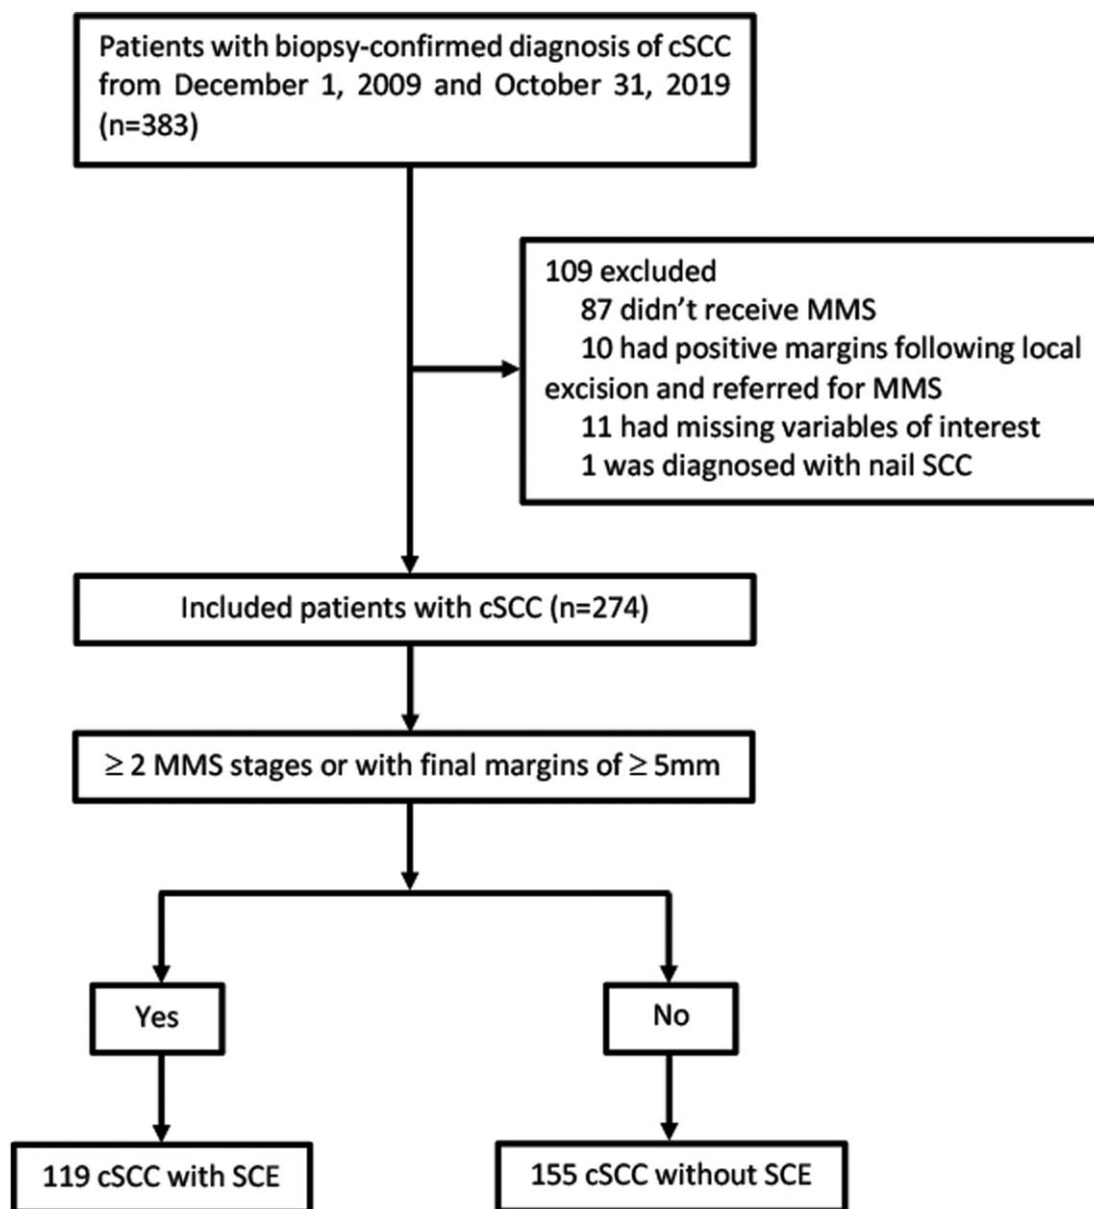 Patients with biopsy-confirmed diagnosis of cSCC
from December 1, 2009 and October 31, 2019
(n=383)
109 excluded
87 didn’t receive MMS
10 had positive margins following local
excision and referred for MMS
11 had missing variables of interest
1 was diagnosed with nail SCC
Included patients with cSCC (n=274)
≥ 2 MMS stages or with final margins of ≥ 5mm
Yes
No
119 cSCC with SCE
155 cSCC without SCE